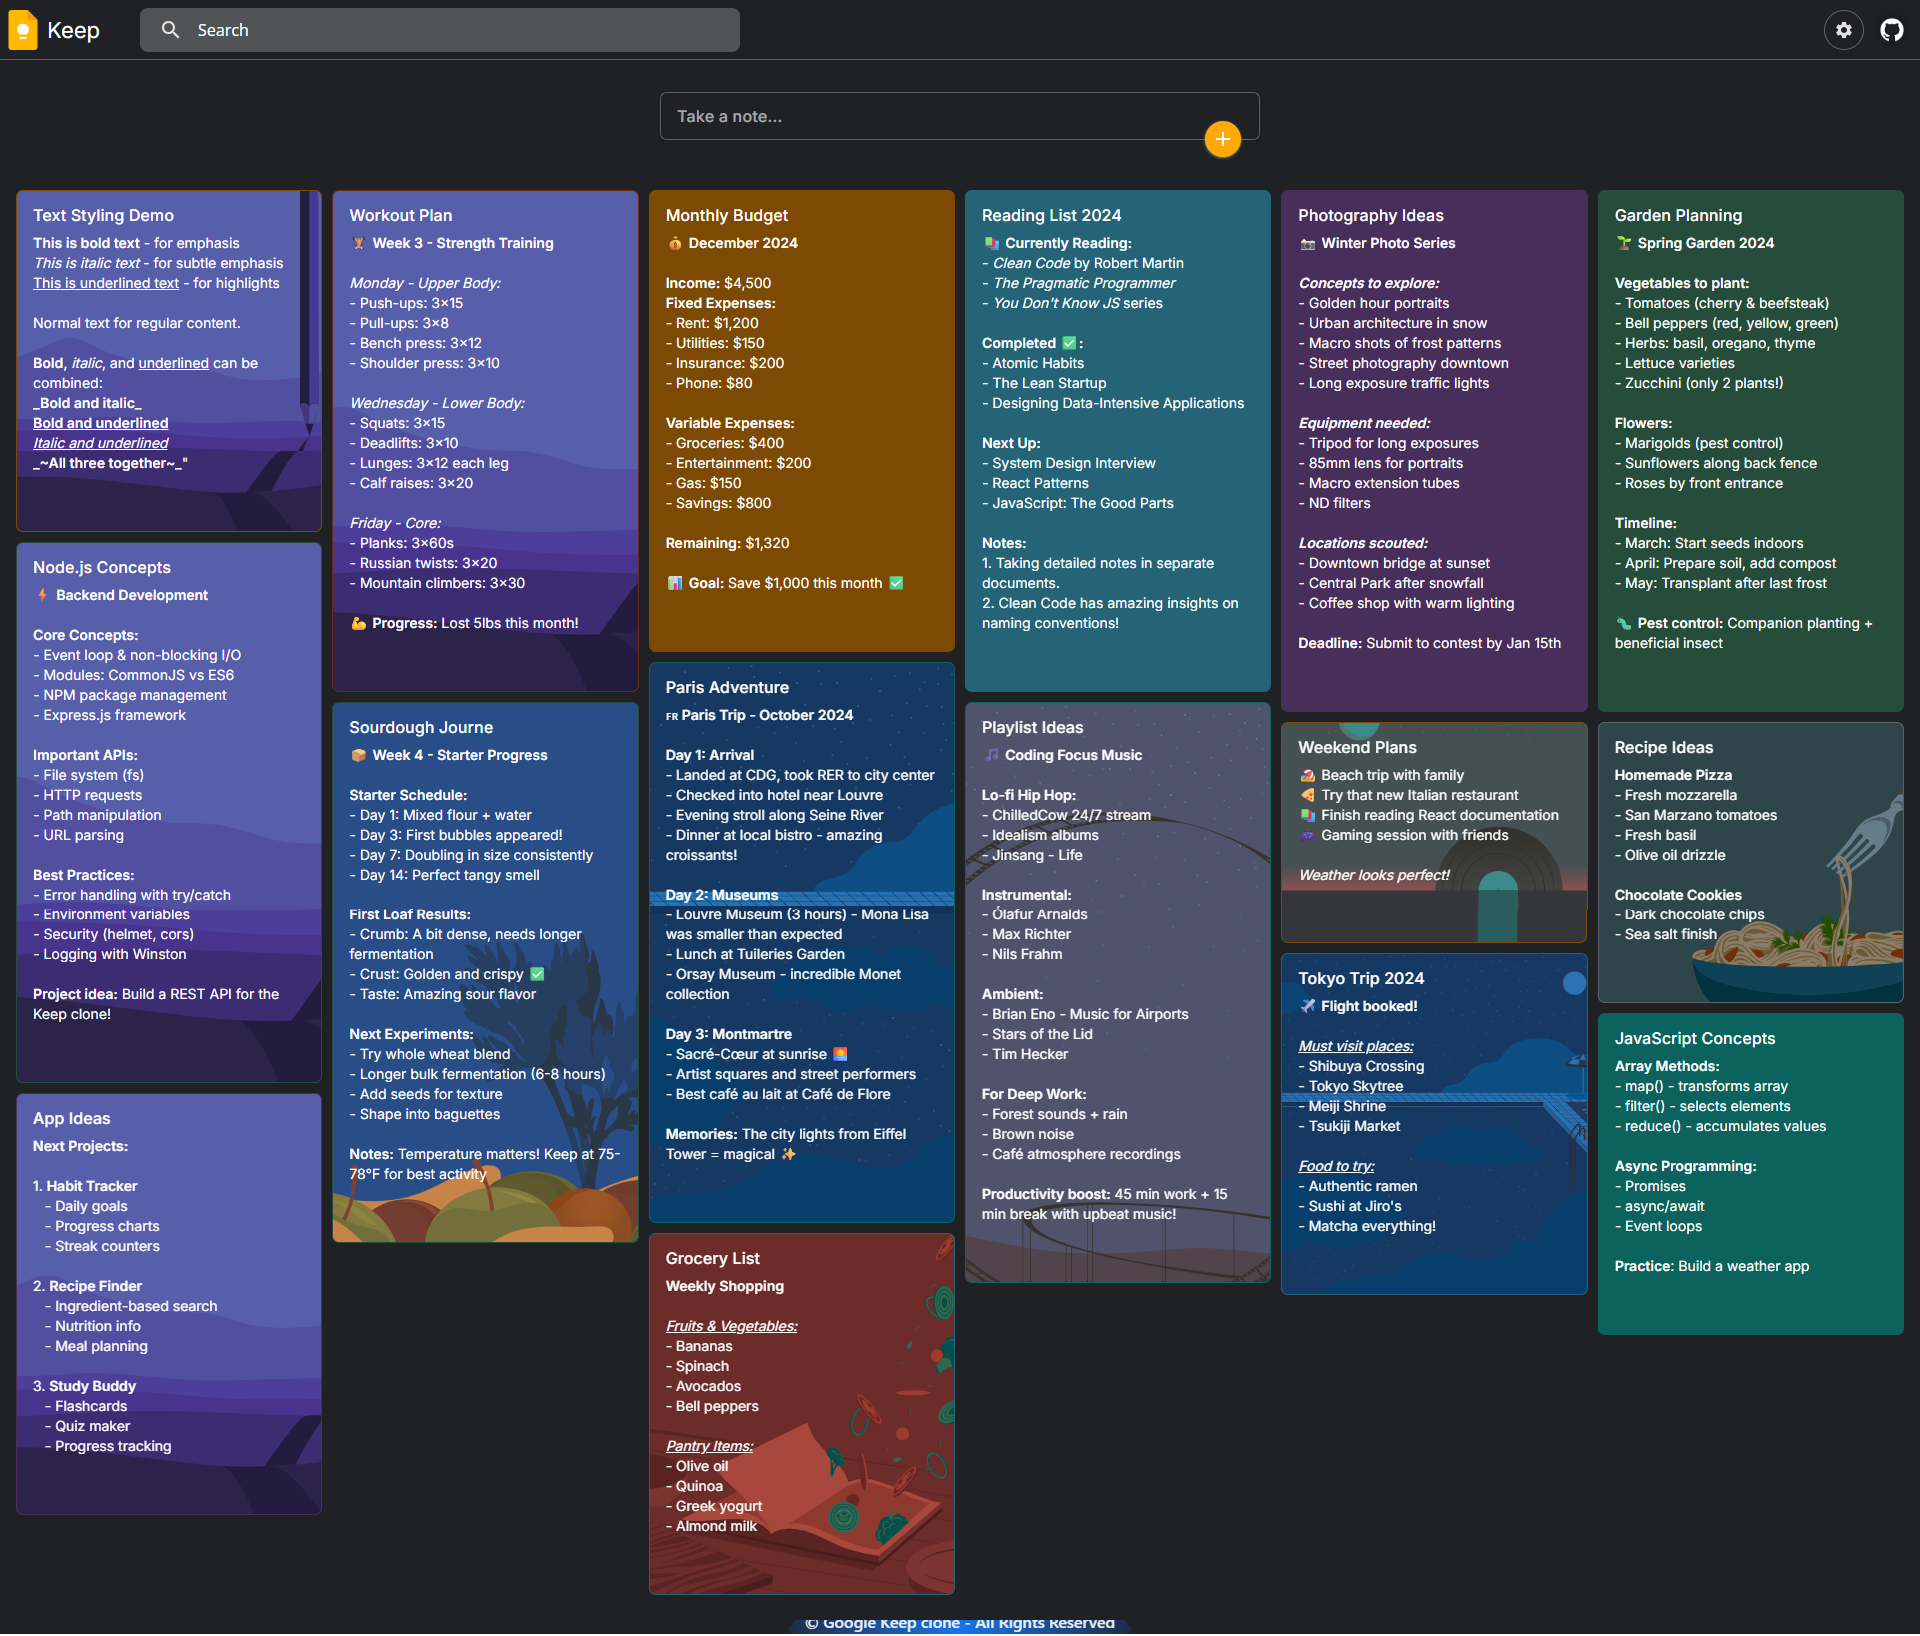 Keep
Search
Take a note...
Text Styling Demo
This is bold text - for emphasis
This is italic text - for subtle emphasis
This is underlined text - for highlights
Normal text for regular content.
Bold, italic, and underlined can be
combined:
_Bold and italic_
Bold and underlined
Italic and underlined
_~All three together~_"
Node.js Concepts
⚡ Backend Development
Core Concepts:
- Event loop & non-blocking I/O
- Modules: CommonJS vs ES6
- NPM package management
- Express.js framework
Important APIs:
- File system (fs)
- HTTP requests
- Path manipulation
- URL parsing
Best Practices:
- Error handling with try/catch
- Environment variables
- Security (helmet, cors)
- Logging with Winston
Project idea: Build a REST API for the
Keep clone!
App Ideas
Next Projects:
1. Habit Tracker
- Daily goals
- Progress charts
- Streak counters
2. Recipe Finder
- Ingredient-based search
- Nutrition info
- Meal planning
3. Study Buddy
- Flashcards
- Quiz maker
- Progress tracking
Workout Plan
🏋️ Week 3 - Strength Training
Monday - Upper Body:
- Push-ups: 3×15
- Pull-ups: 3×8
- Bench press: 3×12
- Shoulder press: 3×10
Wednesday - Lower Body:
- Squats: 3×15
- Deadlifts: 3×10
- Lunges: 3×12 each leg
- Calf raises: 3×20
Friday - Core:
- Planks: 3×60s
- Russian twists: 3×20
- Mountain climbers: 3×30
💪 Progress: Lost 5lbs this month!
Sourdough Journe
📦 Week 4 - Starter Progress
Starter Schedule:
- Day 1: Mixed flour + water
- Day 3: First bubbles appeared!
- Day 7: Doubling in size consistently
- Day 14: Perfect tangy smell
First Loaf Results:
- Crumb: A bit dense, needs longer
fermentation
- Crust: Golden and crispy ✅
- Taste: Amazing sour flavor
Next Experiments:
- Try whole wheat blend
- Longer bulk fermentation (6-8 hours)
- Add seeds for texture
- Shape into baguettes
Notes: Temperature matters! Keep at 75-
78°F for best activity
Monthly Budget
💰 December 2024
Income: $4,500
Fixed Expenses:
- Rent: $1,200
- Utilities: $150
- Insurance: $200
- Phone: $80
Variable Expenses:
- Groceries: $400
- Entertainment: $200
- Gas: $150
- Savings: $800
Remaining: $1,320
📊 Goal: Save $1,000 this month ✅
Paris Adventure
FR Paris Trip - October 2024
Day 1: Arrival
- Landed at CDG, took RER to city center
- Checked into hotel near Louvre
- Evening stroll along Seine River
- Dinner at local bistro - amazing
croissants!
Day 2: Museums
- Louvre Museum (3 hours) - Mona Lisa
was smaller than expected
- Lunch at Tuileries Garden
- Orsay Museum - incredible Monet
collection
Day 3: Montmartre
- Sacré-Cœur at sunrise 🌅
- Artist squares and street performers
- Best café au lait at Café de Flore
Memories: The city lights from Eiffel
Tower = magical ✨
Grocery List
Weekly Shopping
Fruits & Vegetables:
- Bananas
- Spinach
- Avocados
- Bell peppers
Pantry Items:
- Olive oil
- Quinoa
- Greek yogurt
- Almond milk
Reading List 2024
📚 Currently Reading:
- Clean Code by Robert Martin
- The Pragmatic Programmer
- You Don't Know JS series
Completed ✅:
- Atomic Habits
- The Lean Startup
- Designing Data-Intensive Applications
Next Up:
- System Design Interview
- React Patterns
- JavaScript: The Good Parts
Notes:
1. Taking detailed notes in separate
documents.
2. Clean Code has amazing insights on
naming conventions!
Playlist Ideas
🎵 Coding Focus Music
Lo-fi Hip Hop:
- ChilledCow 24/7 stream
- Idealism albums
- Jinsang - Life
Instrumental:
- Ólafur Arnalds
- Max Richter
- Nils Frahm
Ambient:
- Brian Eno - Music for Airports
- Stars of the Lid
- Tim Hecker
For Deep Work:
- Forest sounds + rain
- Brown noise
- Café atmosphere recordings
Productivity boost: 45 min work + 15
min break with upbeat music!
Photography Ideas
📸 Winter Photo Series
Concepts to explore:
- Golden hour portraits
- Urban architecture in snow
- Macro shots of frost patterns
- Street photography downtown
- Long exposure traffic lights
Equipment needed:
- Tripod for long exposures
- 85mm lens for portraits
- Macro extension tubes
- ND filters
Locations scouted:
- Downtown bridge at sunset
- Central Park after snowfall
- Coffee shop with warm lighting
Deadline: Submit to contest by Jan 15th
Weekend Plans
🏖️ Beach trip with family
🍕 Try that new Italian restaurant
📚 Finish reading React documentation
🎮 Gaming session with friends
Weather looks perfect!
Tokyo Trip 2024
✈️ Flight booked!
Must visit places:
- Shibuya Crossing
- Tokyo Skytree
- Meiji Shrine
- Tsukiji Market
Food to try:
- Authentic ramen
- Sushi at Jiro's
- Matcha everything!
Garden Planning
🌱 Spring Garden 2024
Vegetables to plant:
- Tomatoes (cherry & beefsteak)
- Bell peppers (red, yellow, green)
- Herbs: basil, oregano, thyme
- Lettuce varieties
- Zucchini (only 2 plants!)
Flowers:
- Marigolds (pest control)
- Sunflowers along back fence
- Roses by front entrance
Timeline:
- March: Start seeds indoors
- April: Prepare soil, add compost
- May: Transplant after last frost
🐛 Pest control: Companion planting +
beneficial insect
Recipe Ideas
Homemade Pizza
- Fresh mozzarella
- San Marzano tomatoes
- Fresh basil
- Olive oil drizzle
Chocolate Cookies
- Dark chocolate chips
- Sea salt finish
JavaScript Concepts
Array Methods:
- map() - transforms array
- filter() - selects elements
- reduce() - accumulates values
Async Programming:
- Promises
- async/await
- Event loops
Practice: Build a weather app
© Google Keep clone - All Rights Reserved